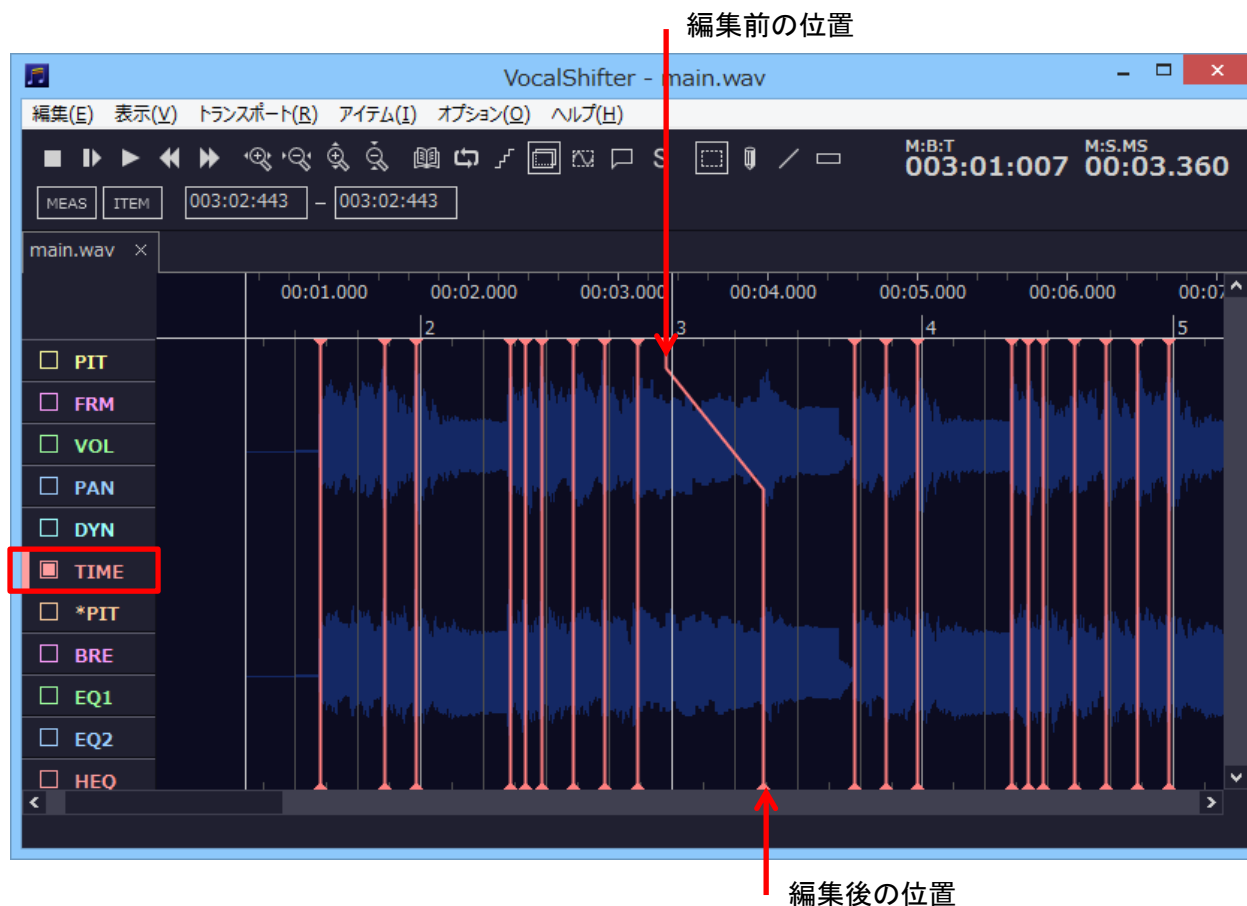 編集前の位置
VocalShifter - main.wav
編集(E) 表示(V) トランスポート(R) アイテム(I) オプション(O) ヘルプ(H)
S
M:B:T M:S.MS
003:01:007 00:03.360
MEAS ITEM 003:02:443 – 003:02:443
main.wav ×
00:01.000 00:02.000 00:03.000 00:04.000 00:05.000 00:06.000 00:07
2 3 4 5
PIT
FRM
VOL
PAN
DYN
TIME
*PIT
BRE
EQ1
EQ2
HEQ
編集後の位置